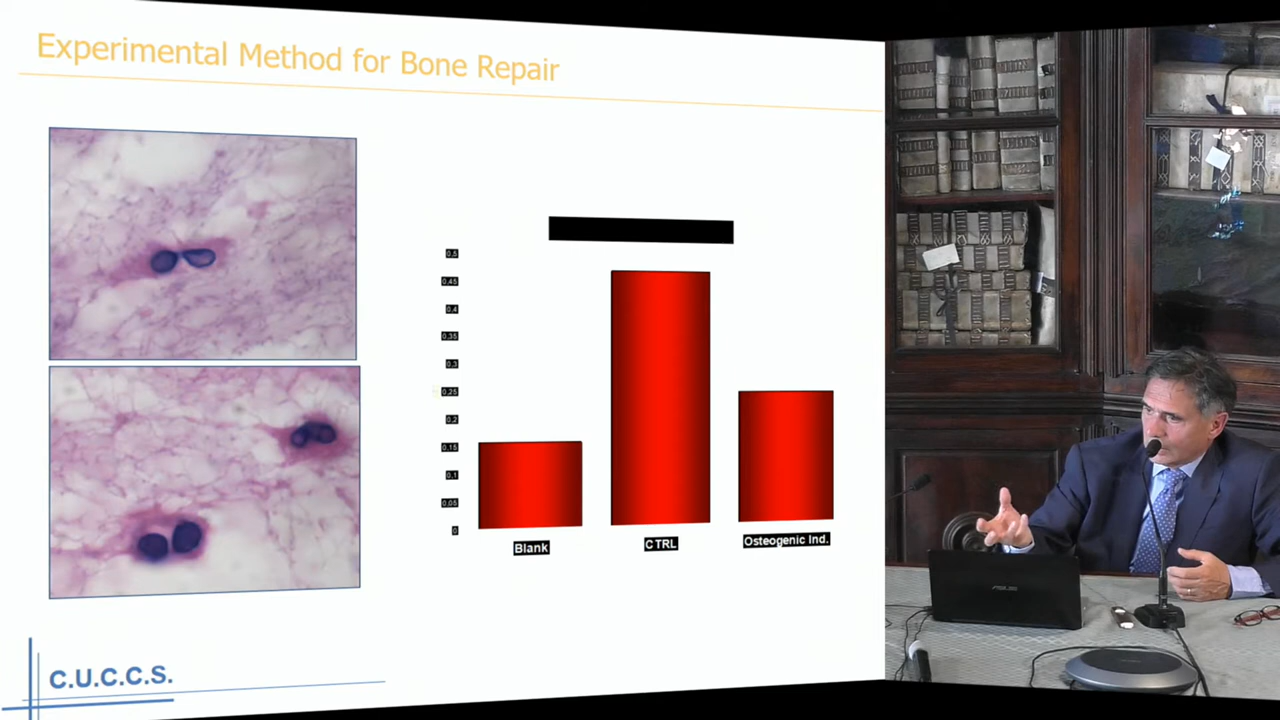 Experimental Method for Bone Repair
0,5
0,45
0,4
0,35
0,3
0,25
0,2
0,15
0,1
0,05
0
Blank
CTRL
Osteogenic Ind.
C.U.C.C.S.
ASUS